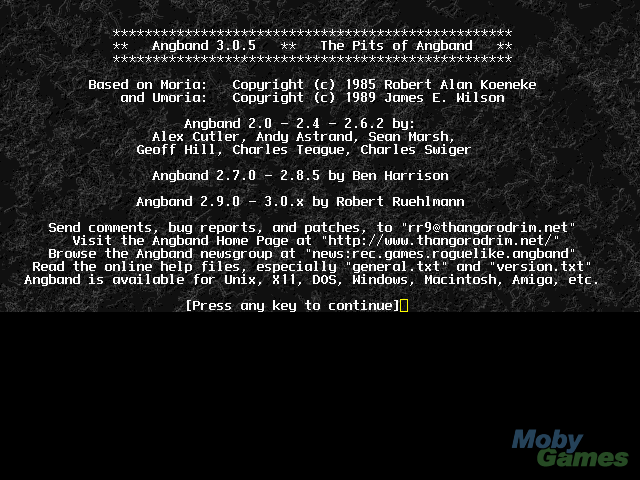 **************************************************
**   Angband 3.0.5   **   The Pits of Angband   **
**************************************************
Based on Moria:   Copyright (c) 1985 Robert Alan Koeneke
and Umoria:   Copyright (c) 1989 James E. Wilson
Angband 2.0 - 2.4 - 2.6.2 by:
Alex Cutler, Andy Astrand, Sean Marsh,
Geoff Hill, Charles Teague, Charles Swiger
Angband 2.7.0 - 2.8.5 by Ben Harrison
Angband 2.9.0 - 3.0.x by Robert Ruehlmann
Send comments, bug reports, and patches, to "rr9@thangorodrim.net"
Visit the Angband Home Page at "http://www.thangorodrim.net/"
Browse the Angband newsgroup at "news:rec.games.roguelike.angband"
Read the online help files, especially "general.txt" and "version.txt"
Angband is available for Unix, X11, DOS, Windows, Macintosh, Amiga, etc.
[Press any key to continue]
Moby
Games